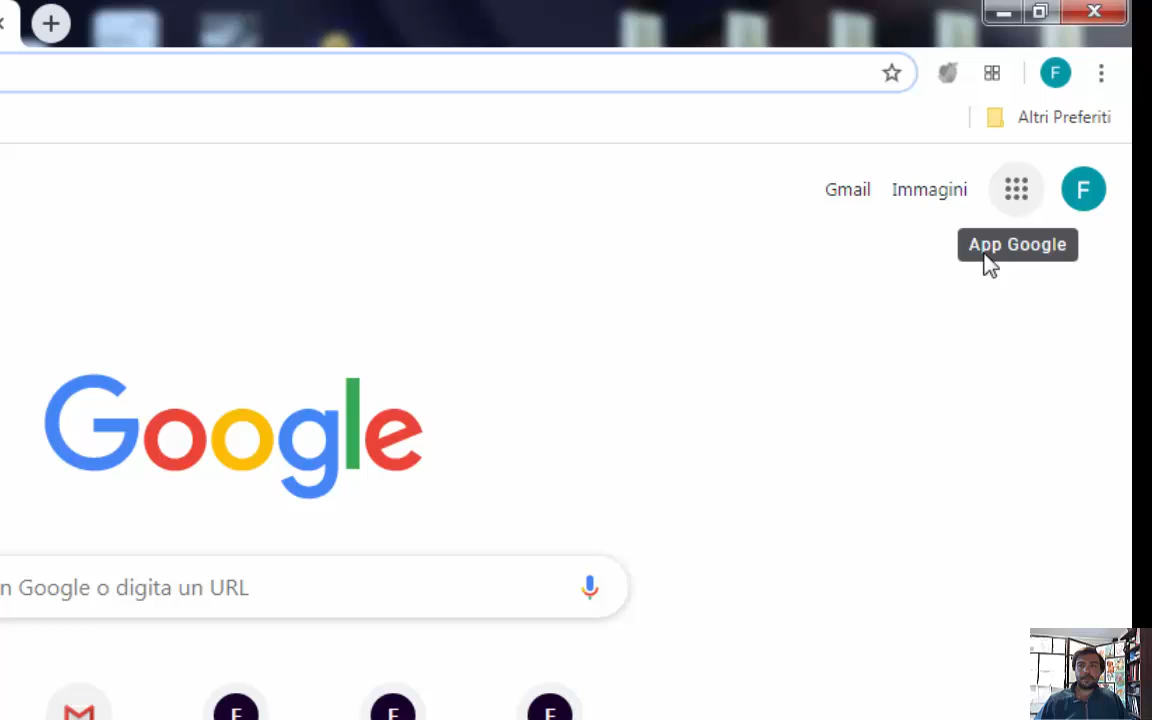 F
Altri Preferiti
Gmail Immagini F
App Google
Google
n Google o digita un URL